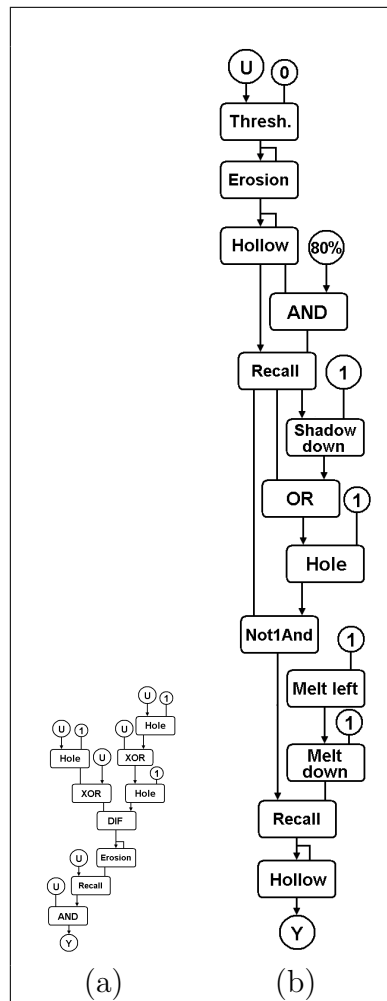 U
0
Thresh.
Erosion
Hollow
80%
AND
Recall
1
Shadow
down
OR
1
Hole
Not1And
1
Melt left
1
Melt
down
Recall
Hollow
Y
U
1
Hole
U
1
U
U
Hole
XOR
1
XOR
Hole
DIF
Erosion
U
Recall
U
AND
Y
(a)
(b)